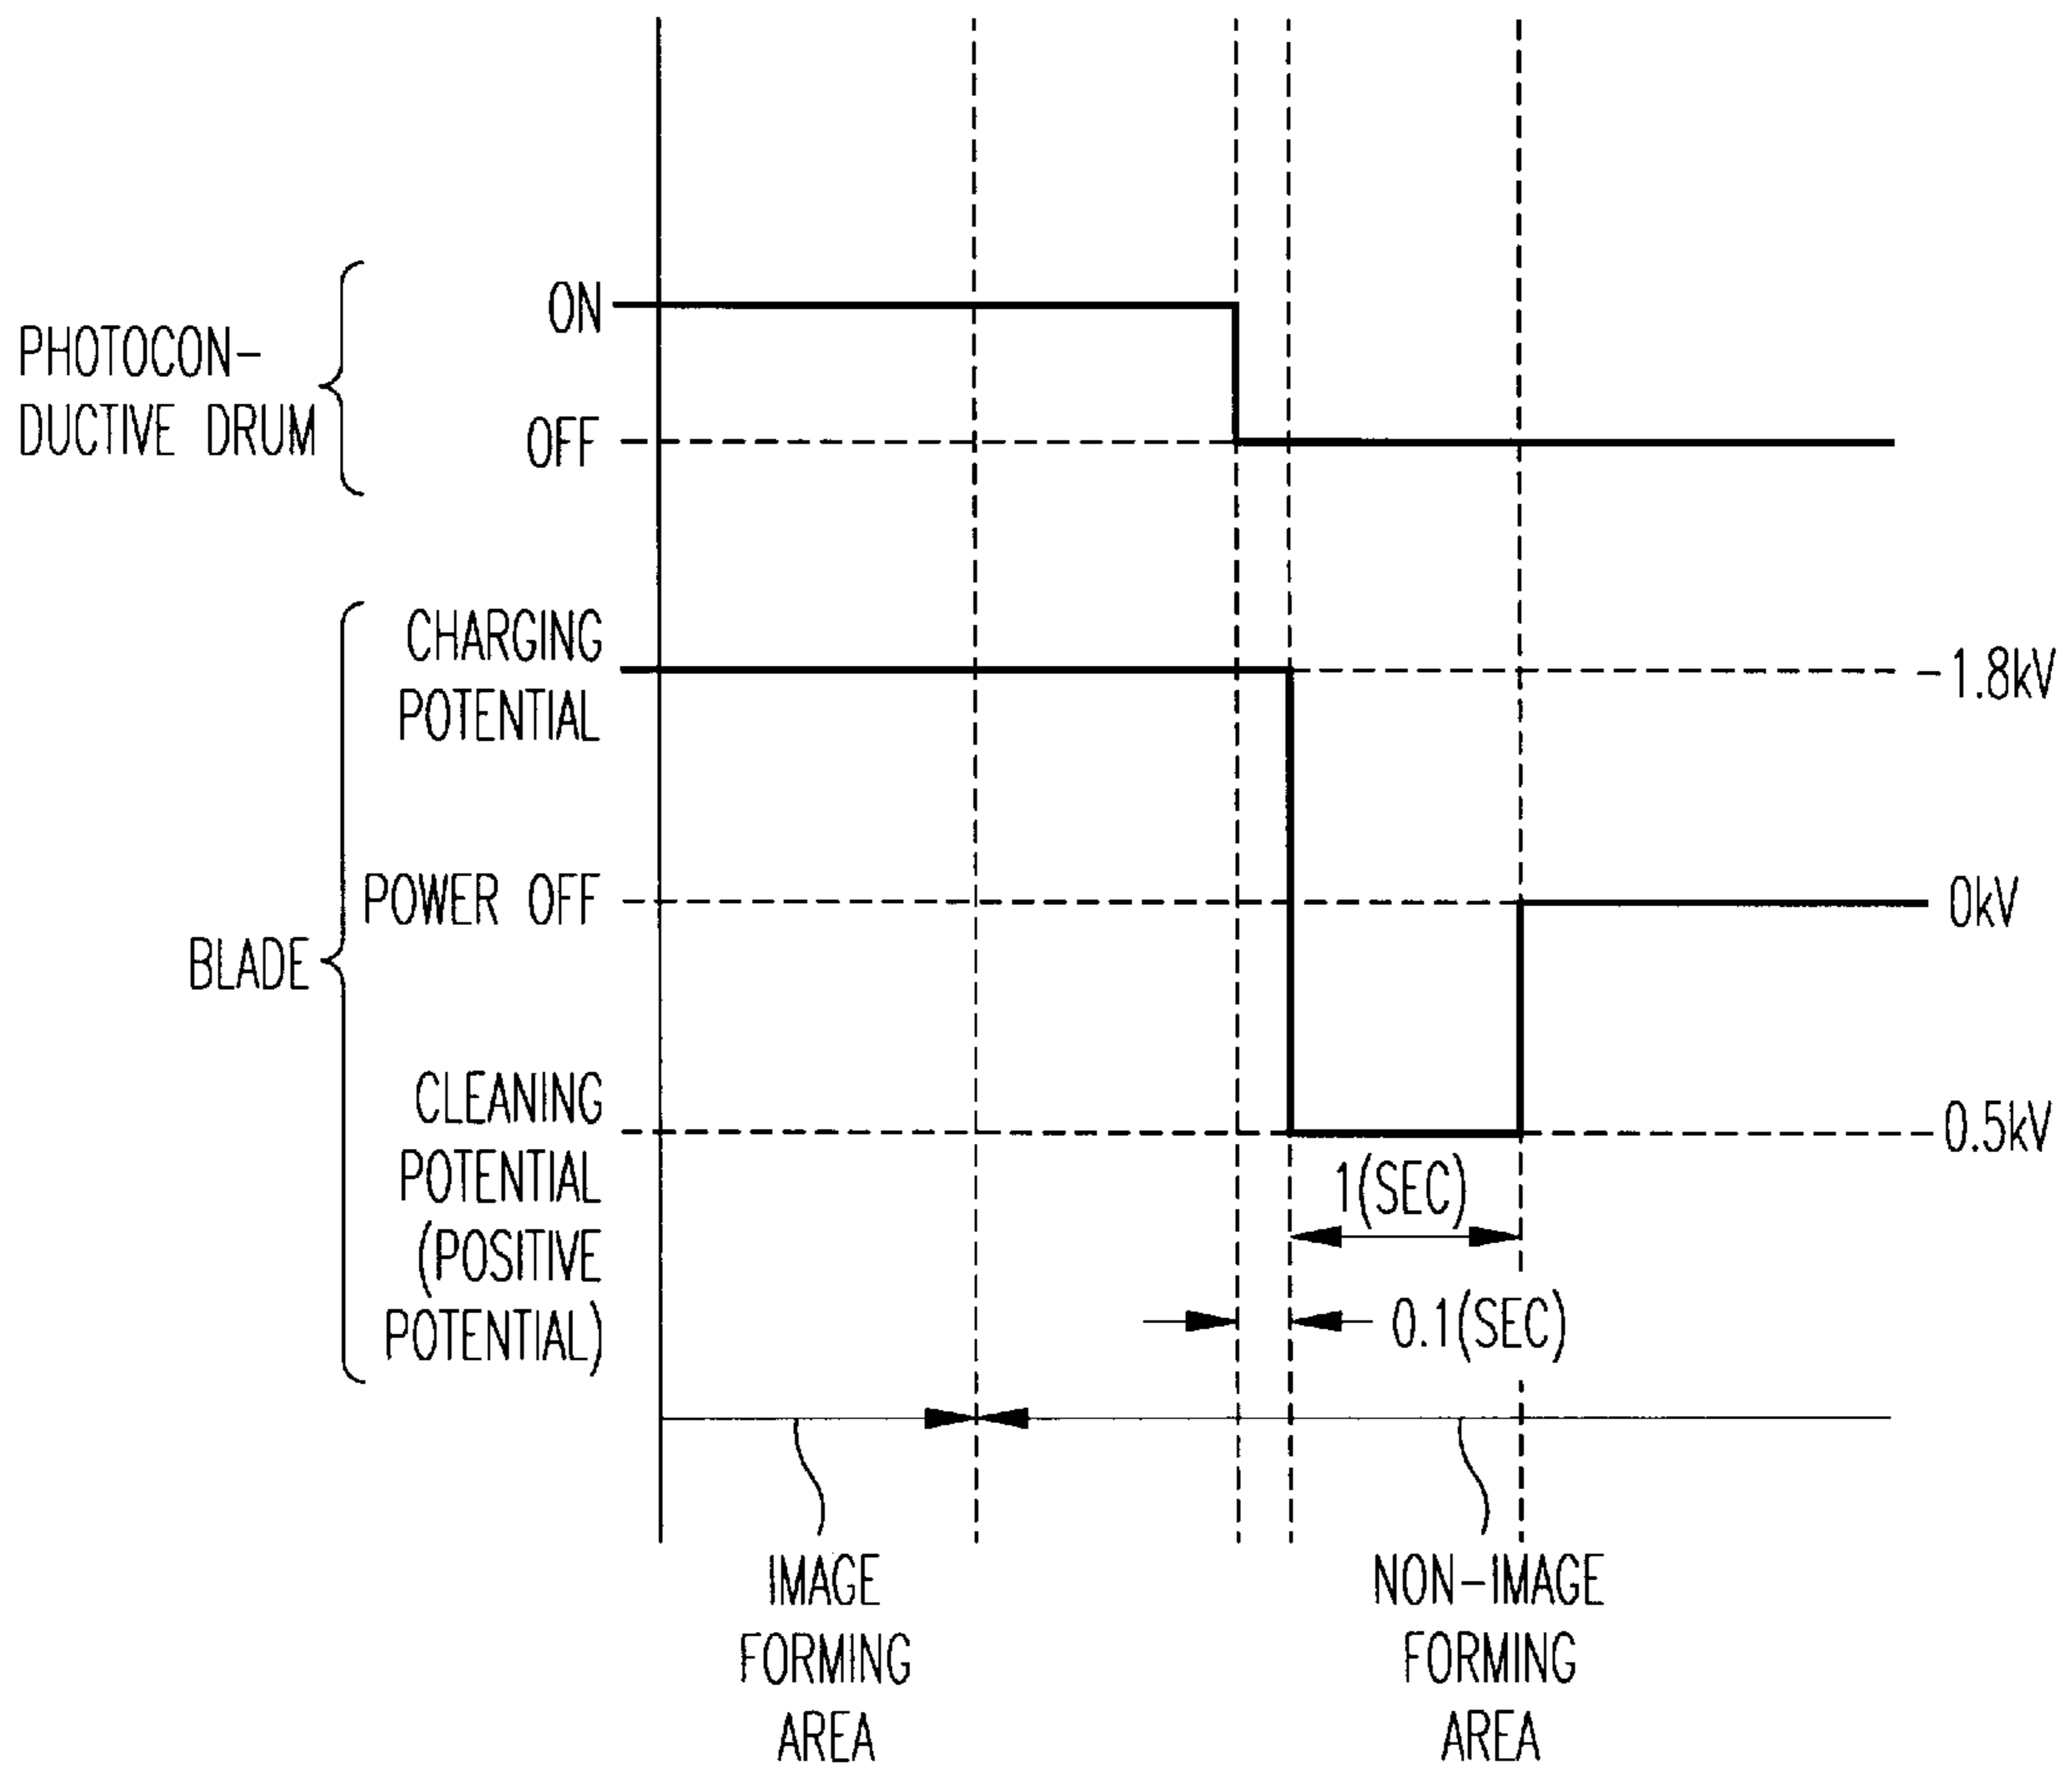 ON
PHOTOCON-
DUCTIVE DRUM
OFF
CHARGING
POTENTIAL
-1.8kV
POWER OFF
0kV
BLADE
CLEANING
POTENTIAL
(POSITIVE
POTENTIAL)
0.5kV
1(SEC)
0.1(SEC)
IMAGE
FORMING
AREA
NON-IMAGE
FORMING
AREA